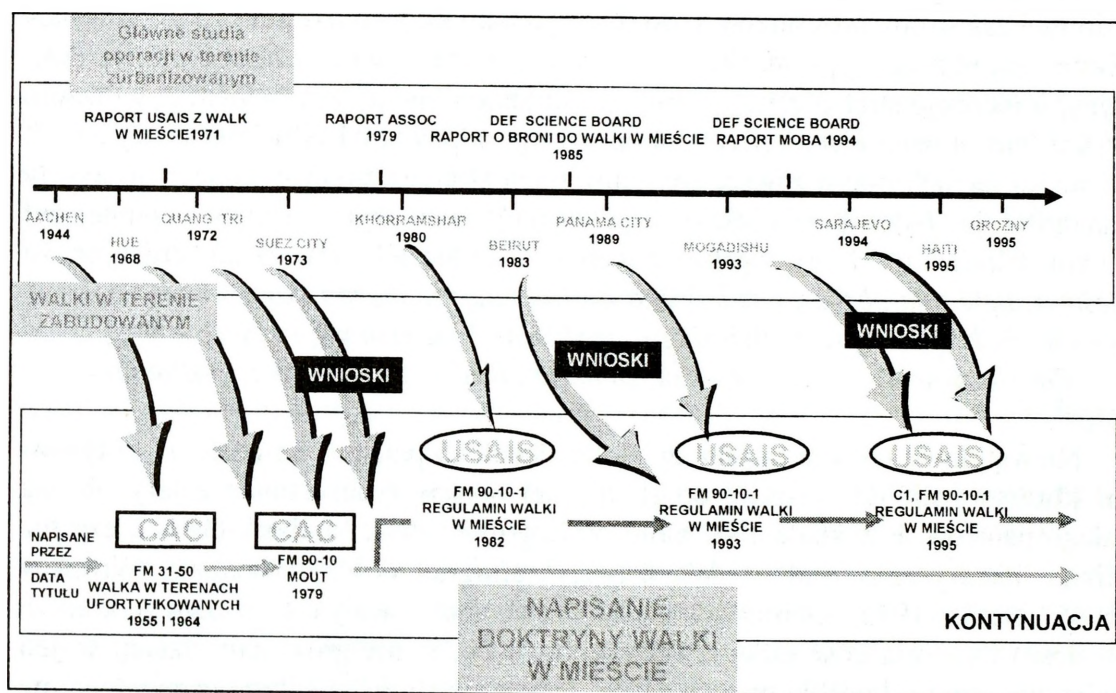 Główne studia
operacji w terenie
zurbanizowanym
RAPORT USAIS Z WALK
W MIEŚCIE1971
RAPORT ASSOC
1979
DEF SCIENCE BOARD
RAPORT O BRONI DO WALKI W MIEŚCIE
1985
DEF SCIENCE BOARD
RAPORT MOBA 1994
AACHEN
1944
HUE
1968
QUANG TRI
1972
SUEZ CITY
1973
KHORRAMSHAR
1980
BEIRUT
1983
PANAMA CITY
1989
MOGADISHU
1993
SARAJEVO
1994
HAITI
1995
GROZNY
1995
WALKI W TERENIE
ZABUDOWANYM
WNIOSKI
WNIOSKI
WNIOSKI
CAC
CAC
USAIS
USAIS
USAIS
NAPISANE
PRZEZ
DATA
TYTUŁU
FM 31-50
WALKA W TERENACH
UFORTYFIKOWANYCH
1955 I 1964
FM 90-10
MOUT
1979
FM 90-10-1
REGULAMIN WALKI
W MIEŚCIE
1982
FM 90-10-1
REGULAMIN WALKI
W MIEŚCIE
1993
C1, FM 90-10-1
REGULAMIN WALKI
W MIEŚCIE
1995
NAPISANIE
DOKTRYNY WALKI
W MIEŚCIE
KONTYNUACJA